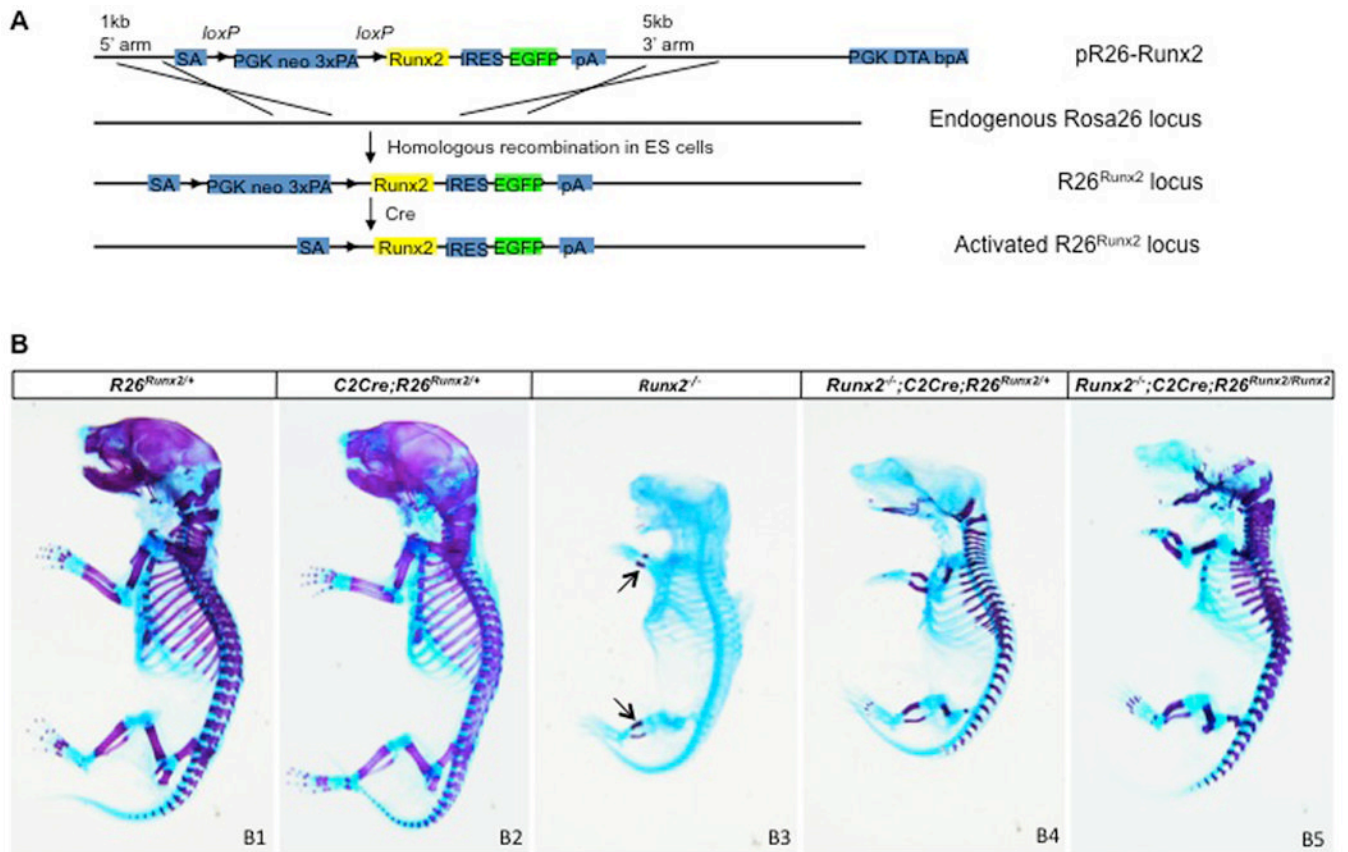 A
1kb
5' arm
loxP
loxP
5kb
3' arm
SA PGK neo 3xPA Runx2 IRES EGFP pA PGK DTA bpA pR26-Runx2
Endogenous Rosa26 locus
Homologous recombination in ES cells
SA PGK neo 3xPA Runx2 IRES EGFP pA R26Runx2 locus
Cre
SA Runx2 IRES EGFP pA Activated R26Runx2 locus
B
R26Runx2/+ C2Cre;R26Runx2/+ Runx2-/- Runx2-/-;C2Cre;R26Runx2/+ Runx2-/-;C2Cre;R26Runx2/Runx2
B1 B2 B3 B4 B5